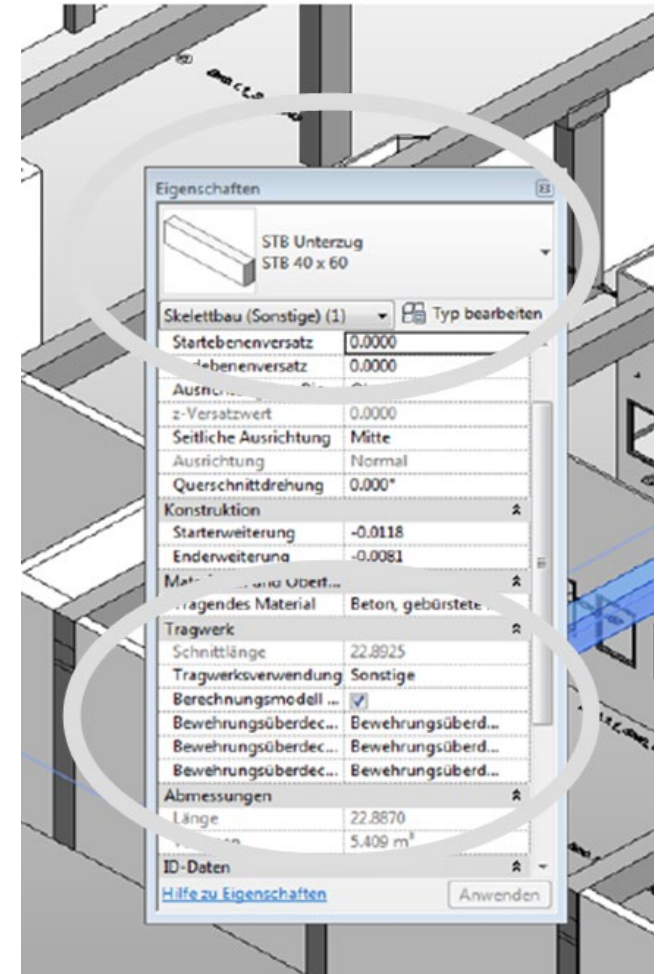 Eigenschaften
STB Unterzug
STB 40 x 60
Skelettbau (Sonstige) (1) Typ bearbeiten
Startebenenversatz 0.0000
0.0000
z-Versatzwert 0.0000
Seitliche Ausrichtung Mitte
Ausrichtung Normal
Querschnittdrehung 0.000°
Konstruktion
Starterweiterung -0.0118
Enderweiterung -0.0081
und
Tragendes Material Beton, gebürstete
Tragwerk
Schnittlänge 22.8925
Tragwerksverwendung Sonstige
Berechnungsmodell ...
Bewehrungsüberdec... Bewehrungsüberd...
Bewehrungsüberdec... Bewehrungsüberd...
Bewehrungsüberdec... Bewehrungsüberd...
Abmessungen
Länge 22.8870
5.409 m³
ID-Daten
Hilfe zu Eigenschaften Anwenden